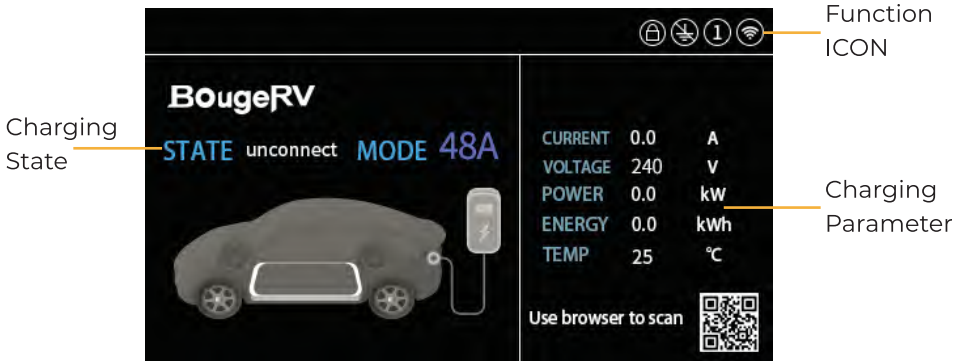 Function
ICON
1
BougeRV
Charging
State
STATE unconnect MODE 48A
CURRENT 0.0 A
VOLTAGE 240 V
POWER 0.0 kW
ENERGY 0.0 kWh
TEMP 25 ℃
Charging
Parameter
Use browser to scan